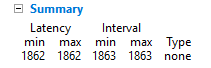 Summary
Latency Interval
min max min max Type
1862 1862 1863 1863 none